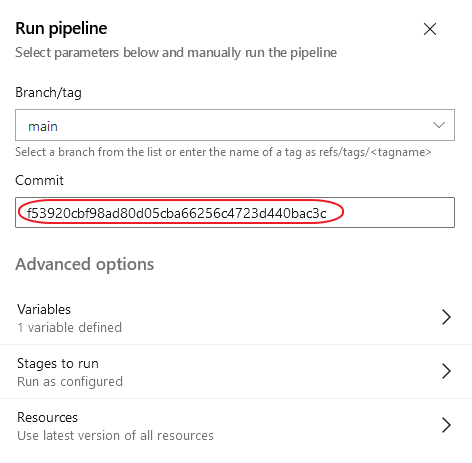 Run pipeline
Select parameters below and manually run the pipeline
Branch/tag
main
Select a branch from the list or enter the name of a tag as refs/tags/<tagname>
Commit
f53920cbf98ad80d05cba66256c4723d440bac3c
Advanced options
Variables
1 variable defined
Stages to run
Run as configured
Resources
Use latest version of all resources